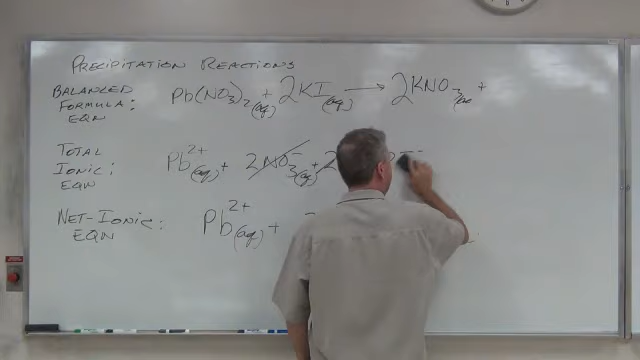 PRECIPITATION REACTIONS
BALANCED FORMULA: EQN Pb(NO₃)₂(aq) + 2KI(aq) → 2KNO₃(aq +
TOTAL IONIC: EQN Pb²⁺(aq) + 2NO₃⁻(aq) + 2
NET-IONIC: EQN Pb²⁺(aq) +